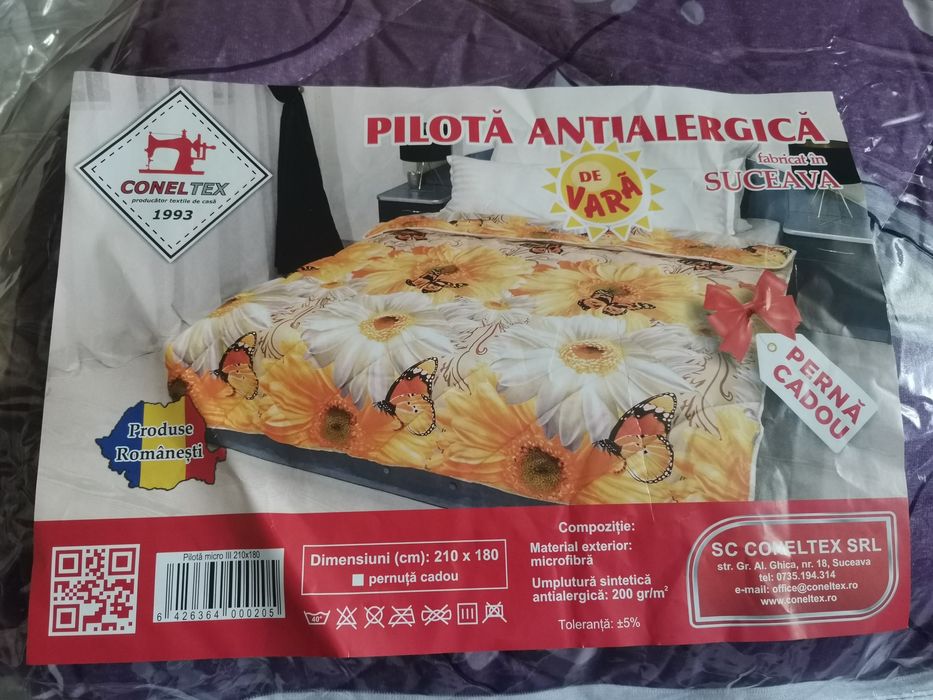 CONELTEX
producător textile de casă
1993
PILOTĂ ANTIALERGICĂ
fabricat în
SUCEAVA
DE
VARĂ
PERNĂ
CADOU
Produse
Românești
Pilotă micro III 210x180
6 426364 000205
Dimensiuni (cm): 210 x 180
pernuță cadou
40°
Compoziție:
Material exterior:
microfibră
Umplutură sintetică
antialergică: 200 gr/m²
Toleranță: ±5%
SC CONELTEX SRL
str. Gr. Al. Ghica, nr. 18, Suceava
tel: 0735.194.314
e-mail: office@coneltex.ro
www.coneltex.ro